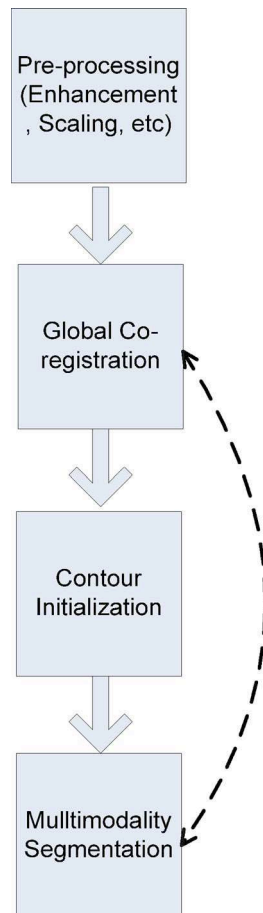 Pre-processing
(Enhancement
, Scaling, etc)
Global Co-
registration
Contour
Initialization
Mulltimodality
Segmentation